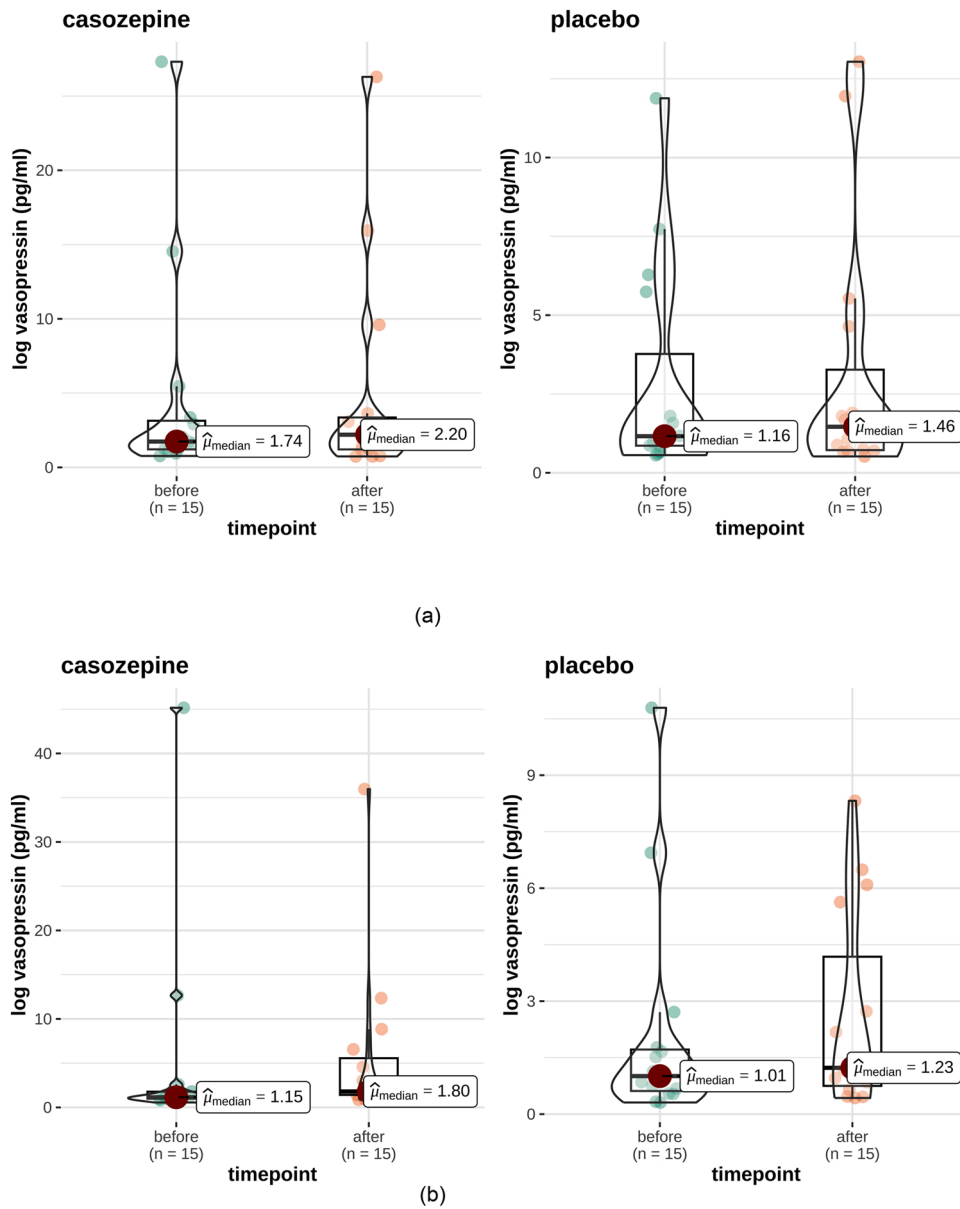 casozepine
log vasopressin (pg/ml)
20
10
0
μ̂median = 1.74
μ̂median = 2.20
before
(n = 15)
after
(n = 15)
timepoint
placebo
log vasopressin (pg/ml)
10
5
0
μ̂median = 1.16
μ̂median = 1.46
before
(n = 15)
after
(n = 15)
timepoint
(a)
casozepine
log vasopressin (pg/ml)
40
30
20
10
0
μ̂median = 1.15
μ̂median = 1.80
before
(n = 15)
after
(n = 15)
timepoint
placebo
log vasopressin (pg/ml)
9
6
3
0
μ̂median = 1.01
μ̂median = 1.23
before
(n = 15)
after
(n = 15)
timepoint
(b)